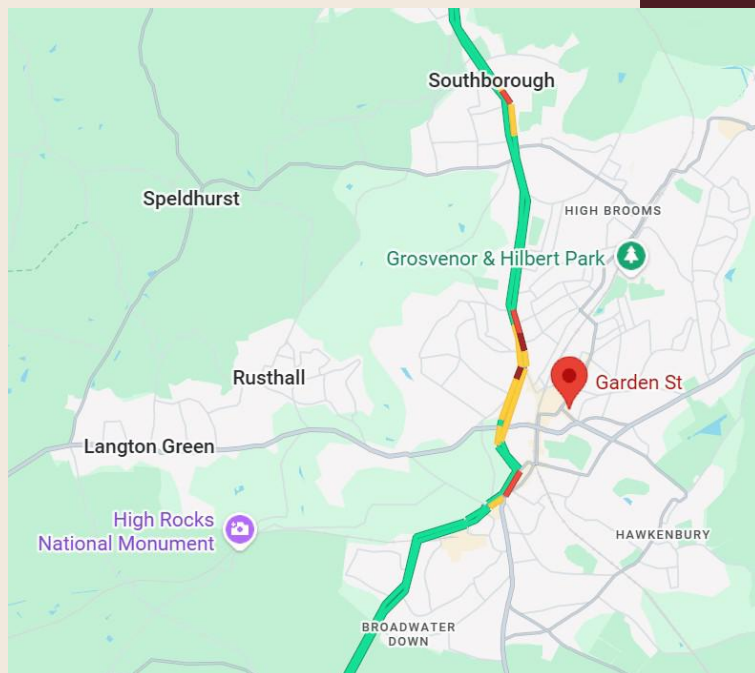 Southborough
Speldhurst
HIGH BROOMS
Grosvenor & Hilbert Park
Rusthall
Garden St
Langton Green
High Rocks
National Monument
HAWKENBURY
BROADWATER
DOWN